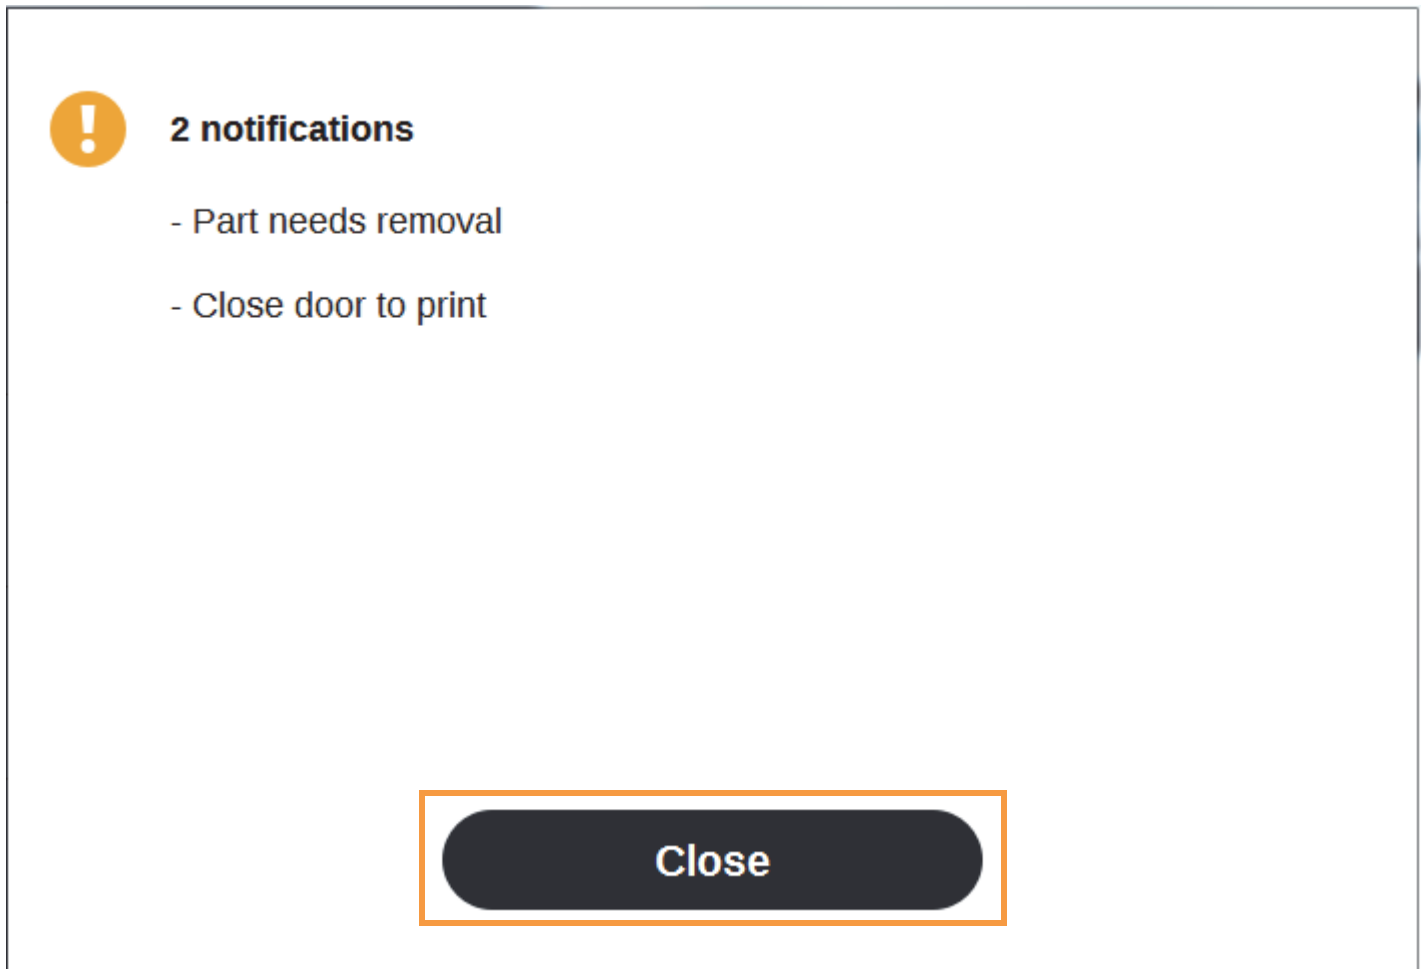 2 notifications
- Part needs removal
- Close door to print
Close